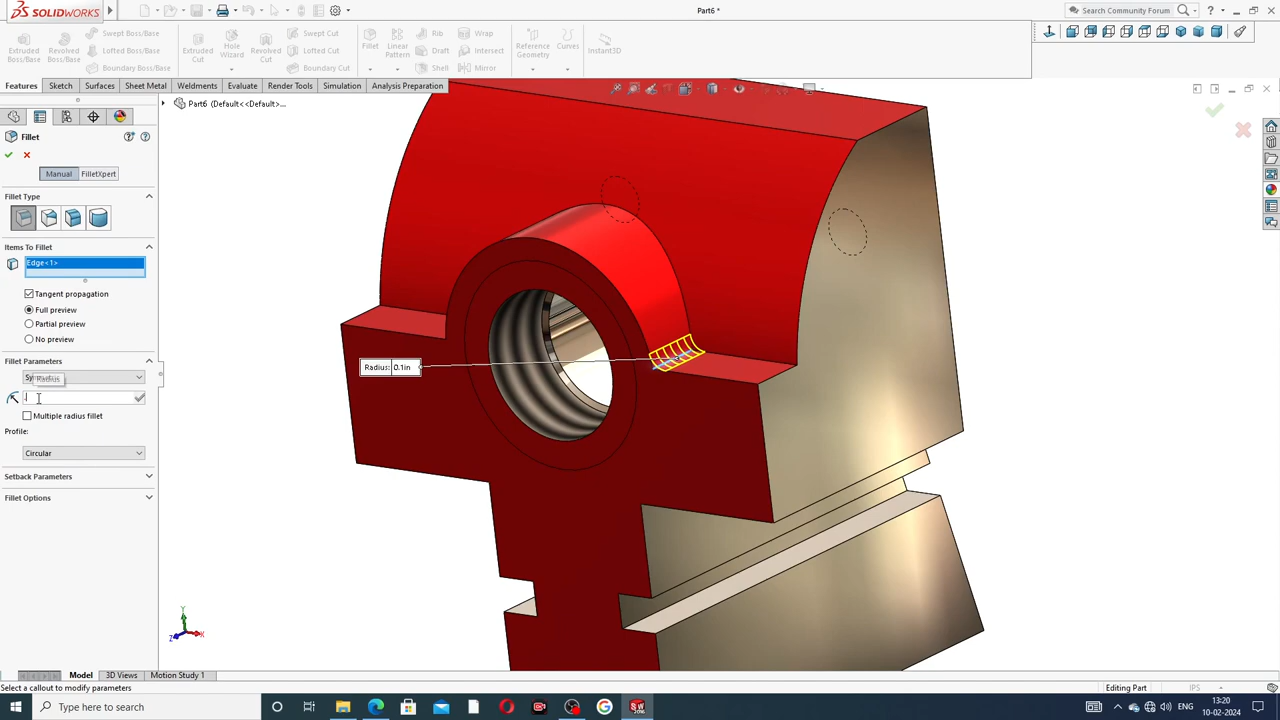 SOLIDWORKS
Part6 *
Search Community Forum
Extruded Boss/Base
Revolved Boss/Base
Swept Boss/Base
Lofted Boss/Base
Boundary Boss/Base
Extruded Cut
Hole Wizard
Revolved Cut
Swept Cut
Lofted Cut
Boundary Cut
Fillet
Linear Pattern
Rib
Draft
Shell
Wrap
Intersect
Mirror
Reference Geometry
Curves
Instant3D
Features
Sketch
Surfaces
Sheet Metal
Weldments
Evaluate
Render Tools
Simulation
Analysis Preparation
Part6 (Default<<Default>...
Fillet
Manual
FilletXpert
Fillet Type
Items To Fillet
Edge<1>
Tangent propagation
Full preview
Partial preview
No preview
Fillet Parameters
Radius
.
Multiple radius fillet
Profile:
Circular
Setback Parameters
Fillet Options
Radius: 0.1in
Y
X
Z
Model
3D Views
Motion Study 1
Select a callout to modify parameters
Editing Part
IPS
Type here to search
ENG
13:20
10-02-2024